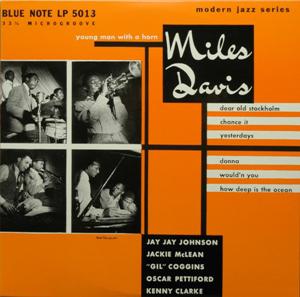 BLUE NOTE LP 5013
33⅓ MICROGROOVE
modern jazz series
young man with a horn
Miles
Davis
dear old stockholm
chance it
yesterdays
donna
would'n you
how deep is the ocean
JAY JAY JOHNSON
JACKIE McLEAN
"GIL" COGGINS
OSCAR PETTIFORD
KENNY CLARKE